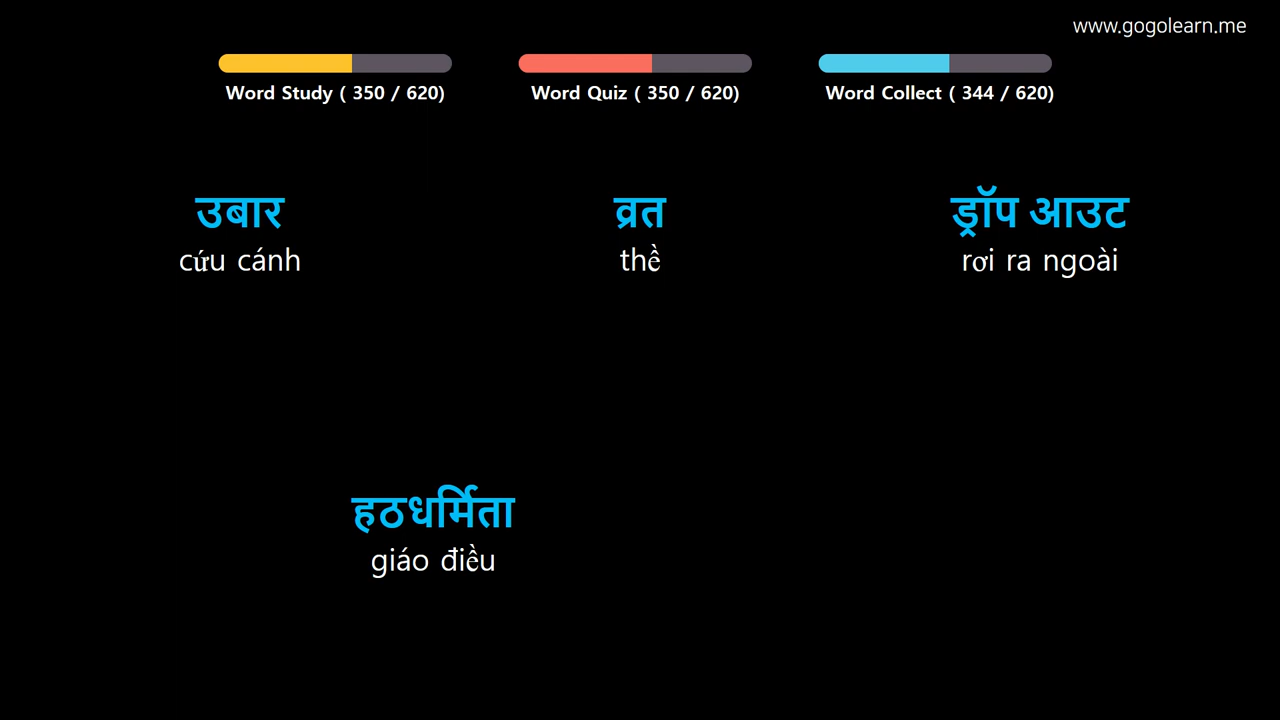 www.gogolearn.me
Word Study ( 350 / 620)
Word Quiz ( 350 / 620)
Word Collect ( 344 / 620)
उबार
cứu cánh
व्रत
thề
ड्रॉप आउट
rơi ra ngoài
हठधर्मिता
giáo điều